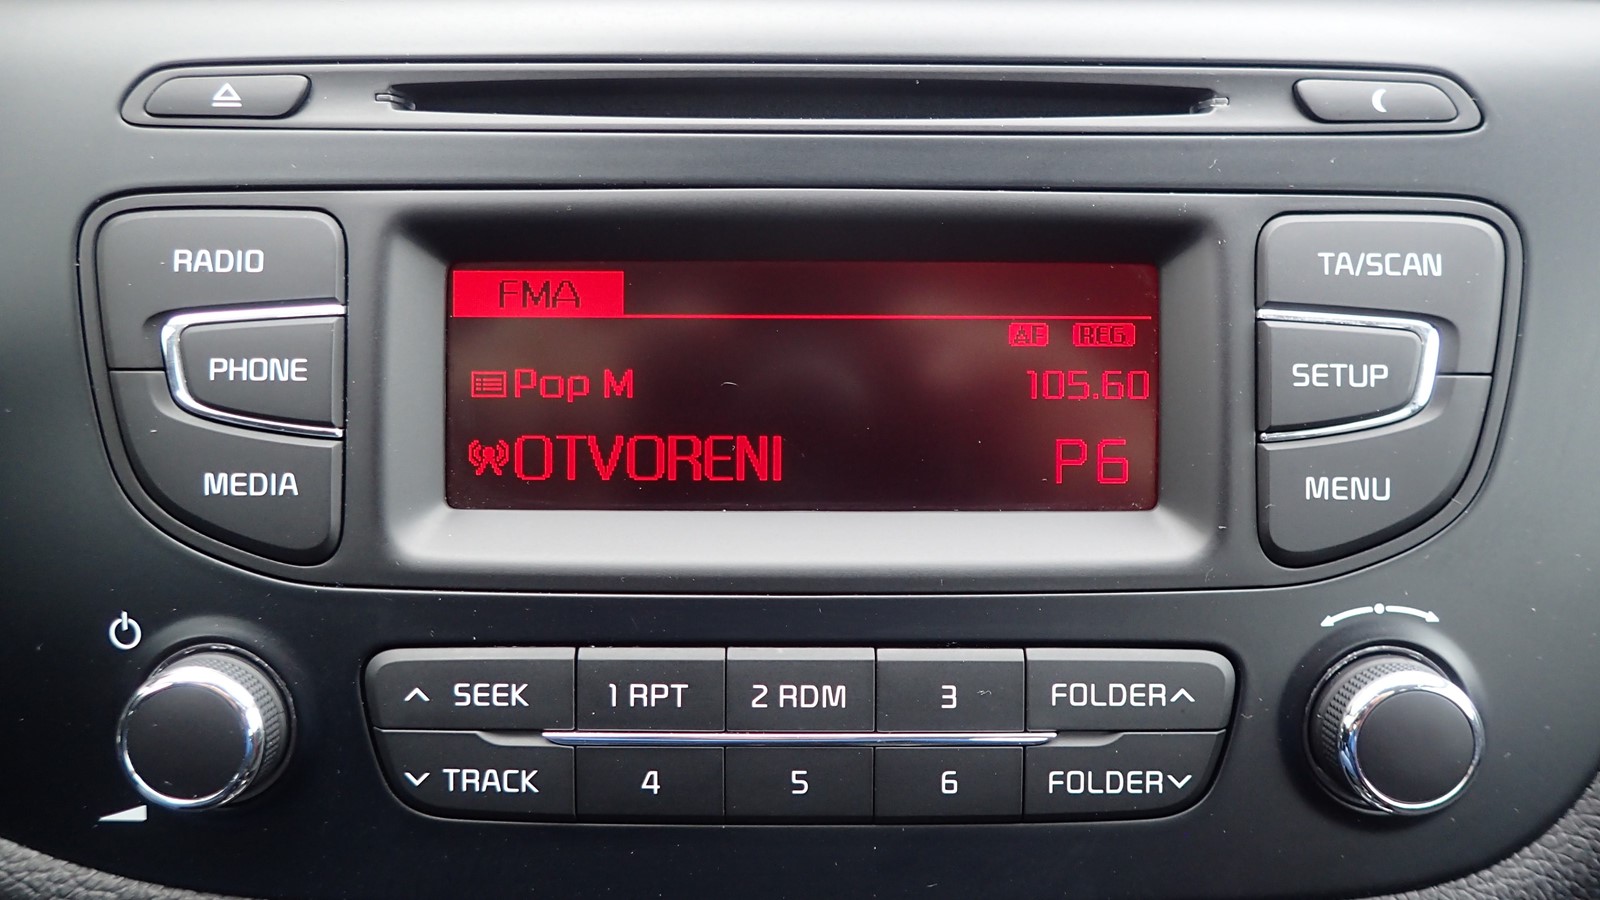 RADIO
PHONE
MEDIA
FMA
AF REG
Pop M 105.60
OTVORENI P6
TA/SCAN
SETUP
MENU
SEEK 1 RPT 2 RDM 3 FOLDER
TRACK 4 5 6 FOLDER